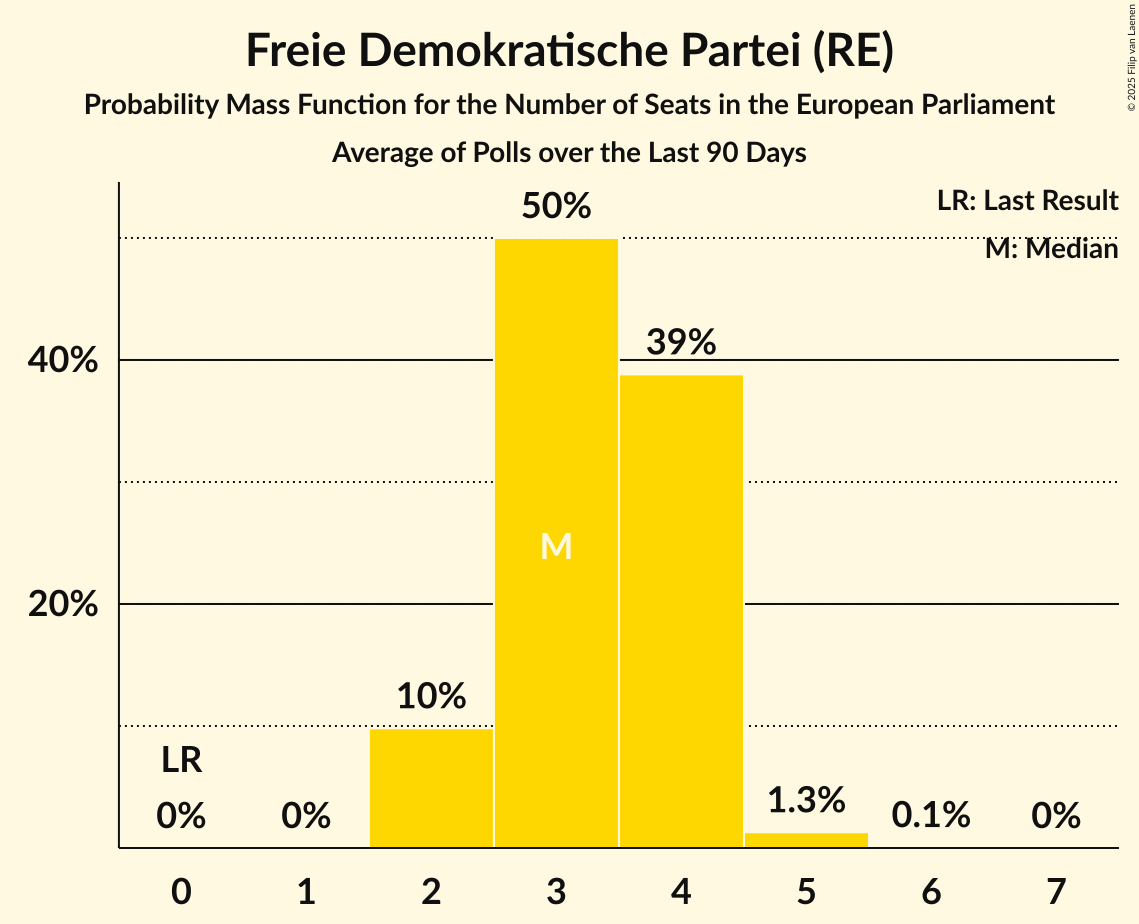 Freie Demokratische Partei (RE)
Probability Mass Function for the Number of Seats in the European Parliament
Average of Polls over the Last 90 Days
© 2025 Filip van Laenen
LR: Last Result
M: Median
50%
39%
40%
M
20%
10%
LR
0%
0%
1.3%
0.1%
0%
0
1
2
3
4
5
6
7